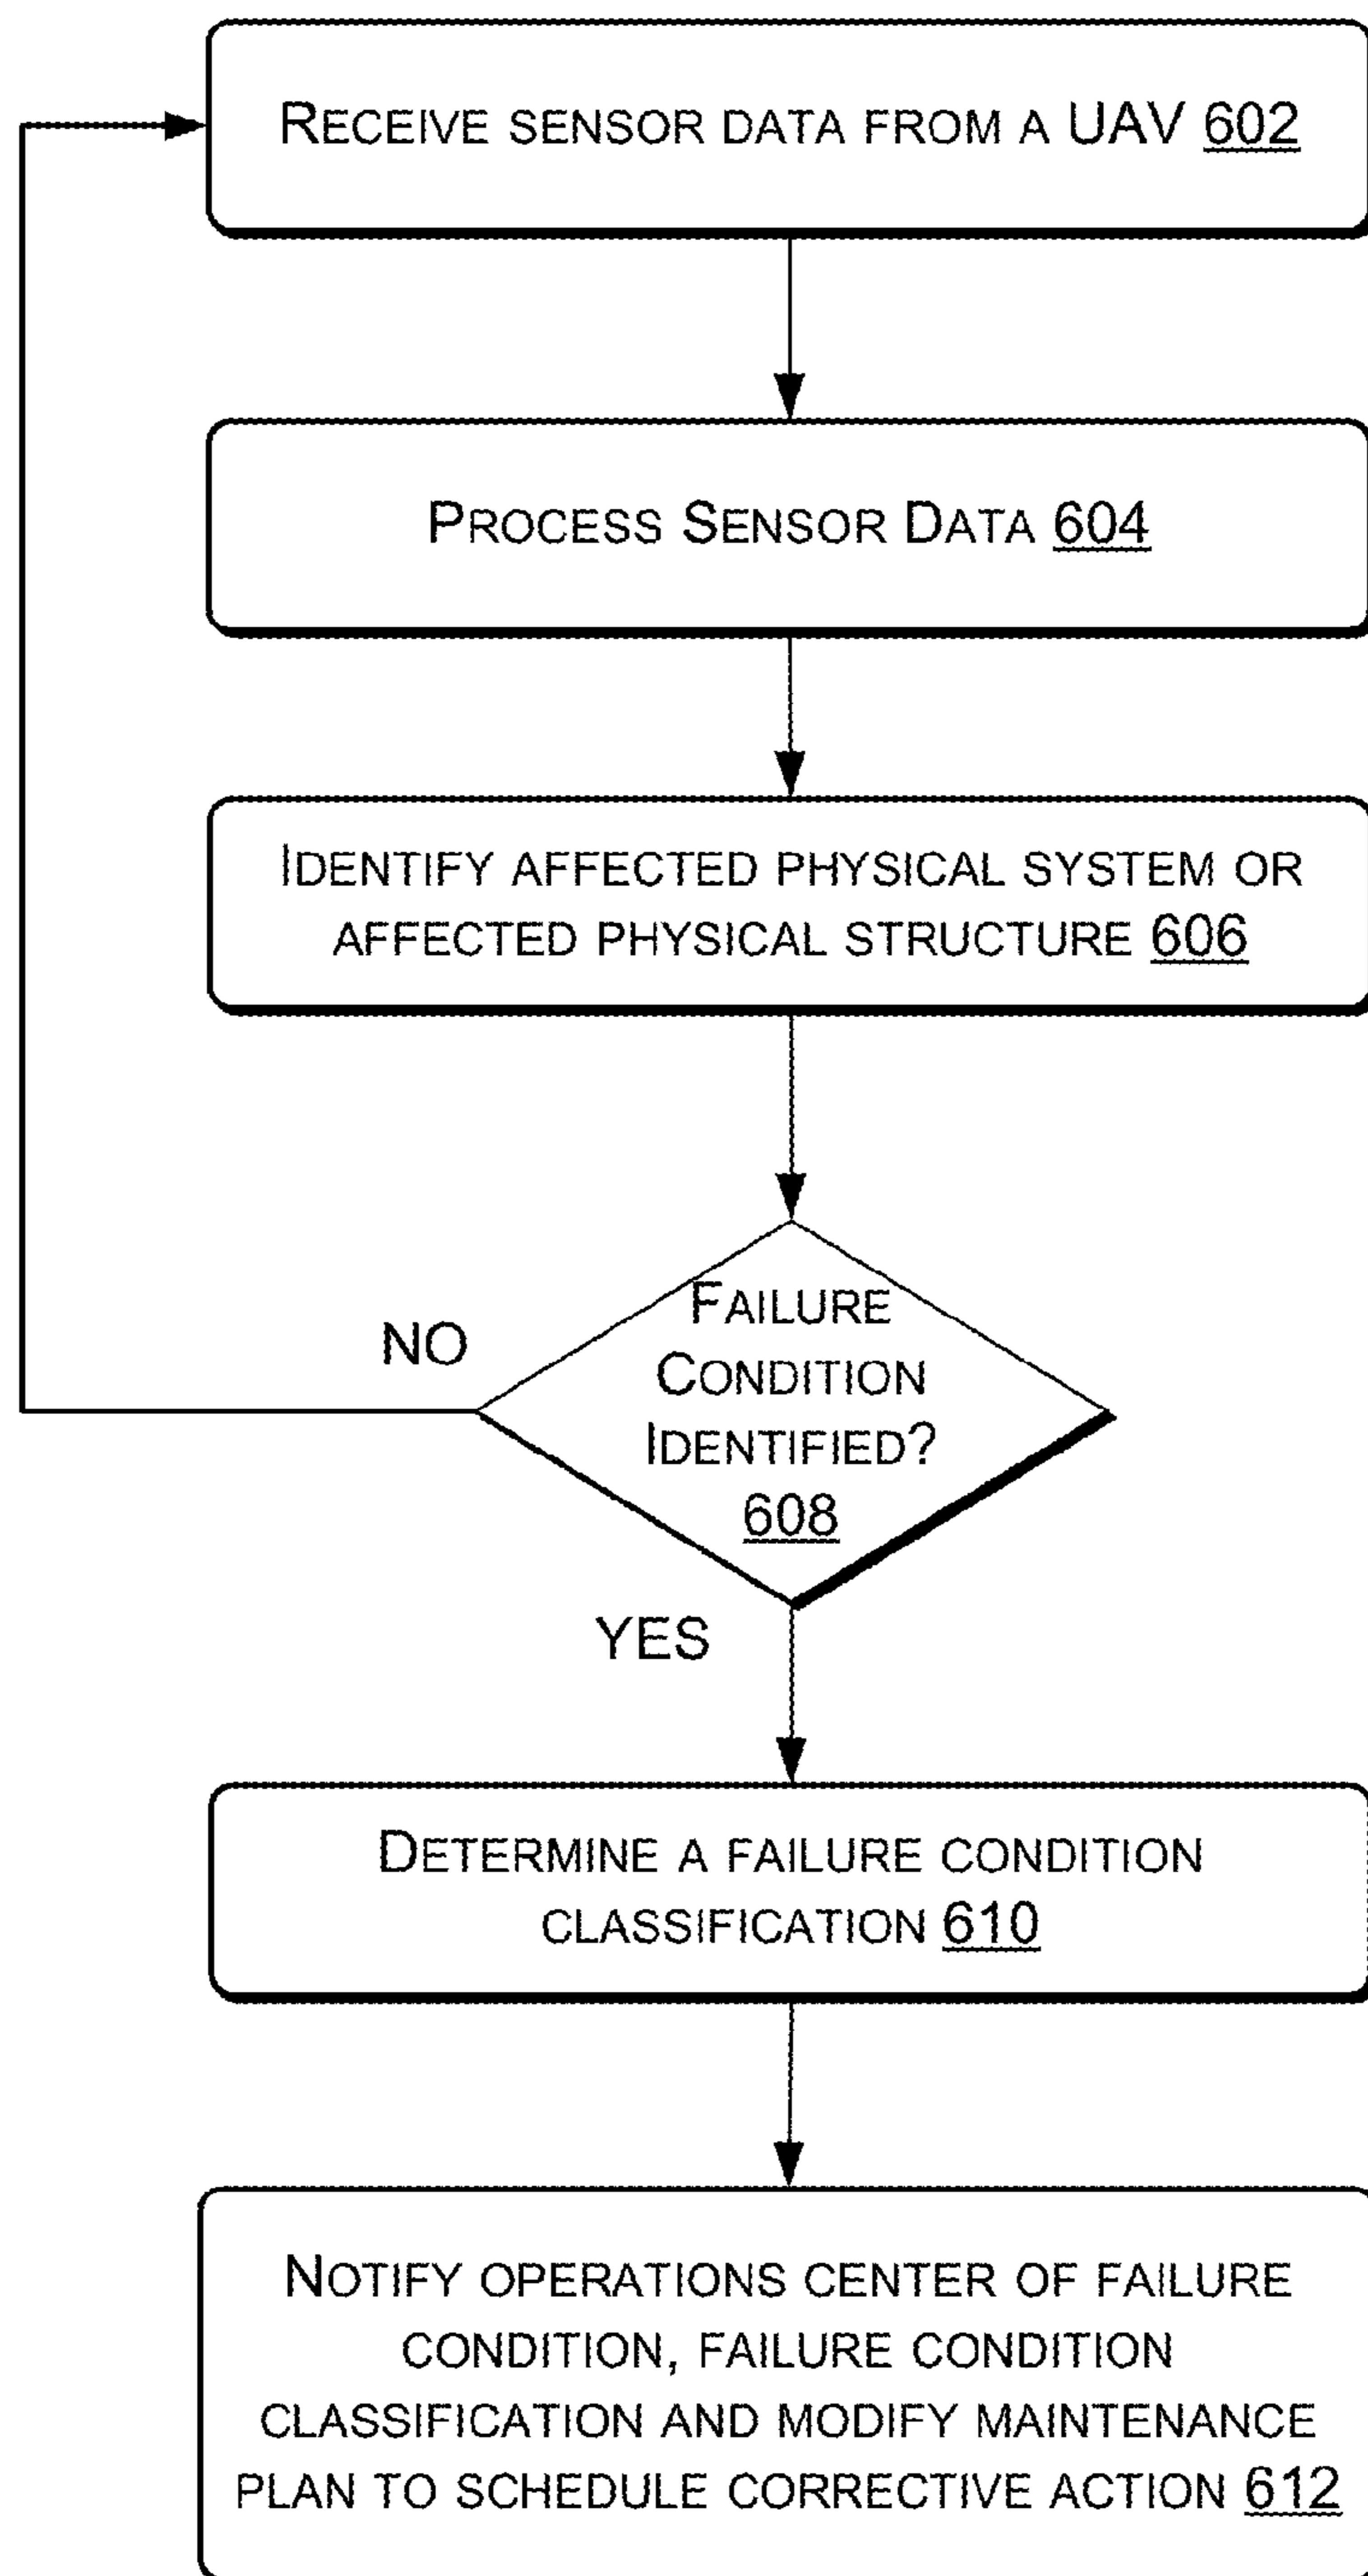 RECEIVE SENSOR DATA FROM A UAV 602
PROCESS SENSOR DATA 604
IDENTIFY AFFECTED PHYSICAL SYSTEM OR
AFFECTED PHYSICAL STRUCTURE 606
FAILURE
CONDITION
IDENTIFIED?
608
NO
YES
DETERMINE A FAILURE CONDITION
CLASSIFICATION 610
NOTIFY OPERATIONS CENTER OF FAILURE
CONDITION, FAILURE CONDITION
CLASSIFICATION AND MODIFY MAINTENANCE
PLAN TO SCHEDULE CORRECTIVE ACTION 612